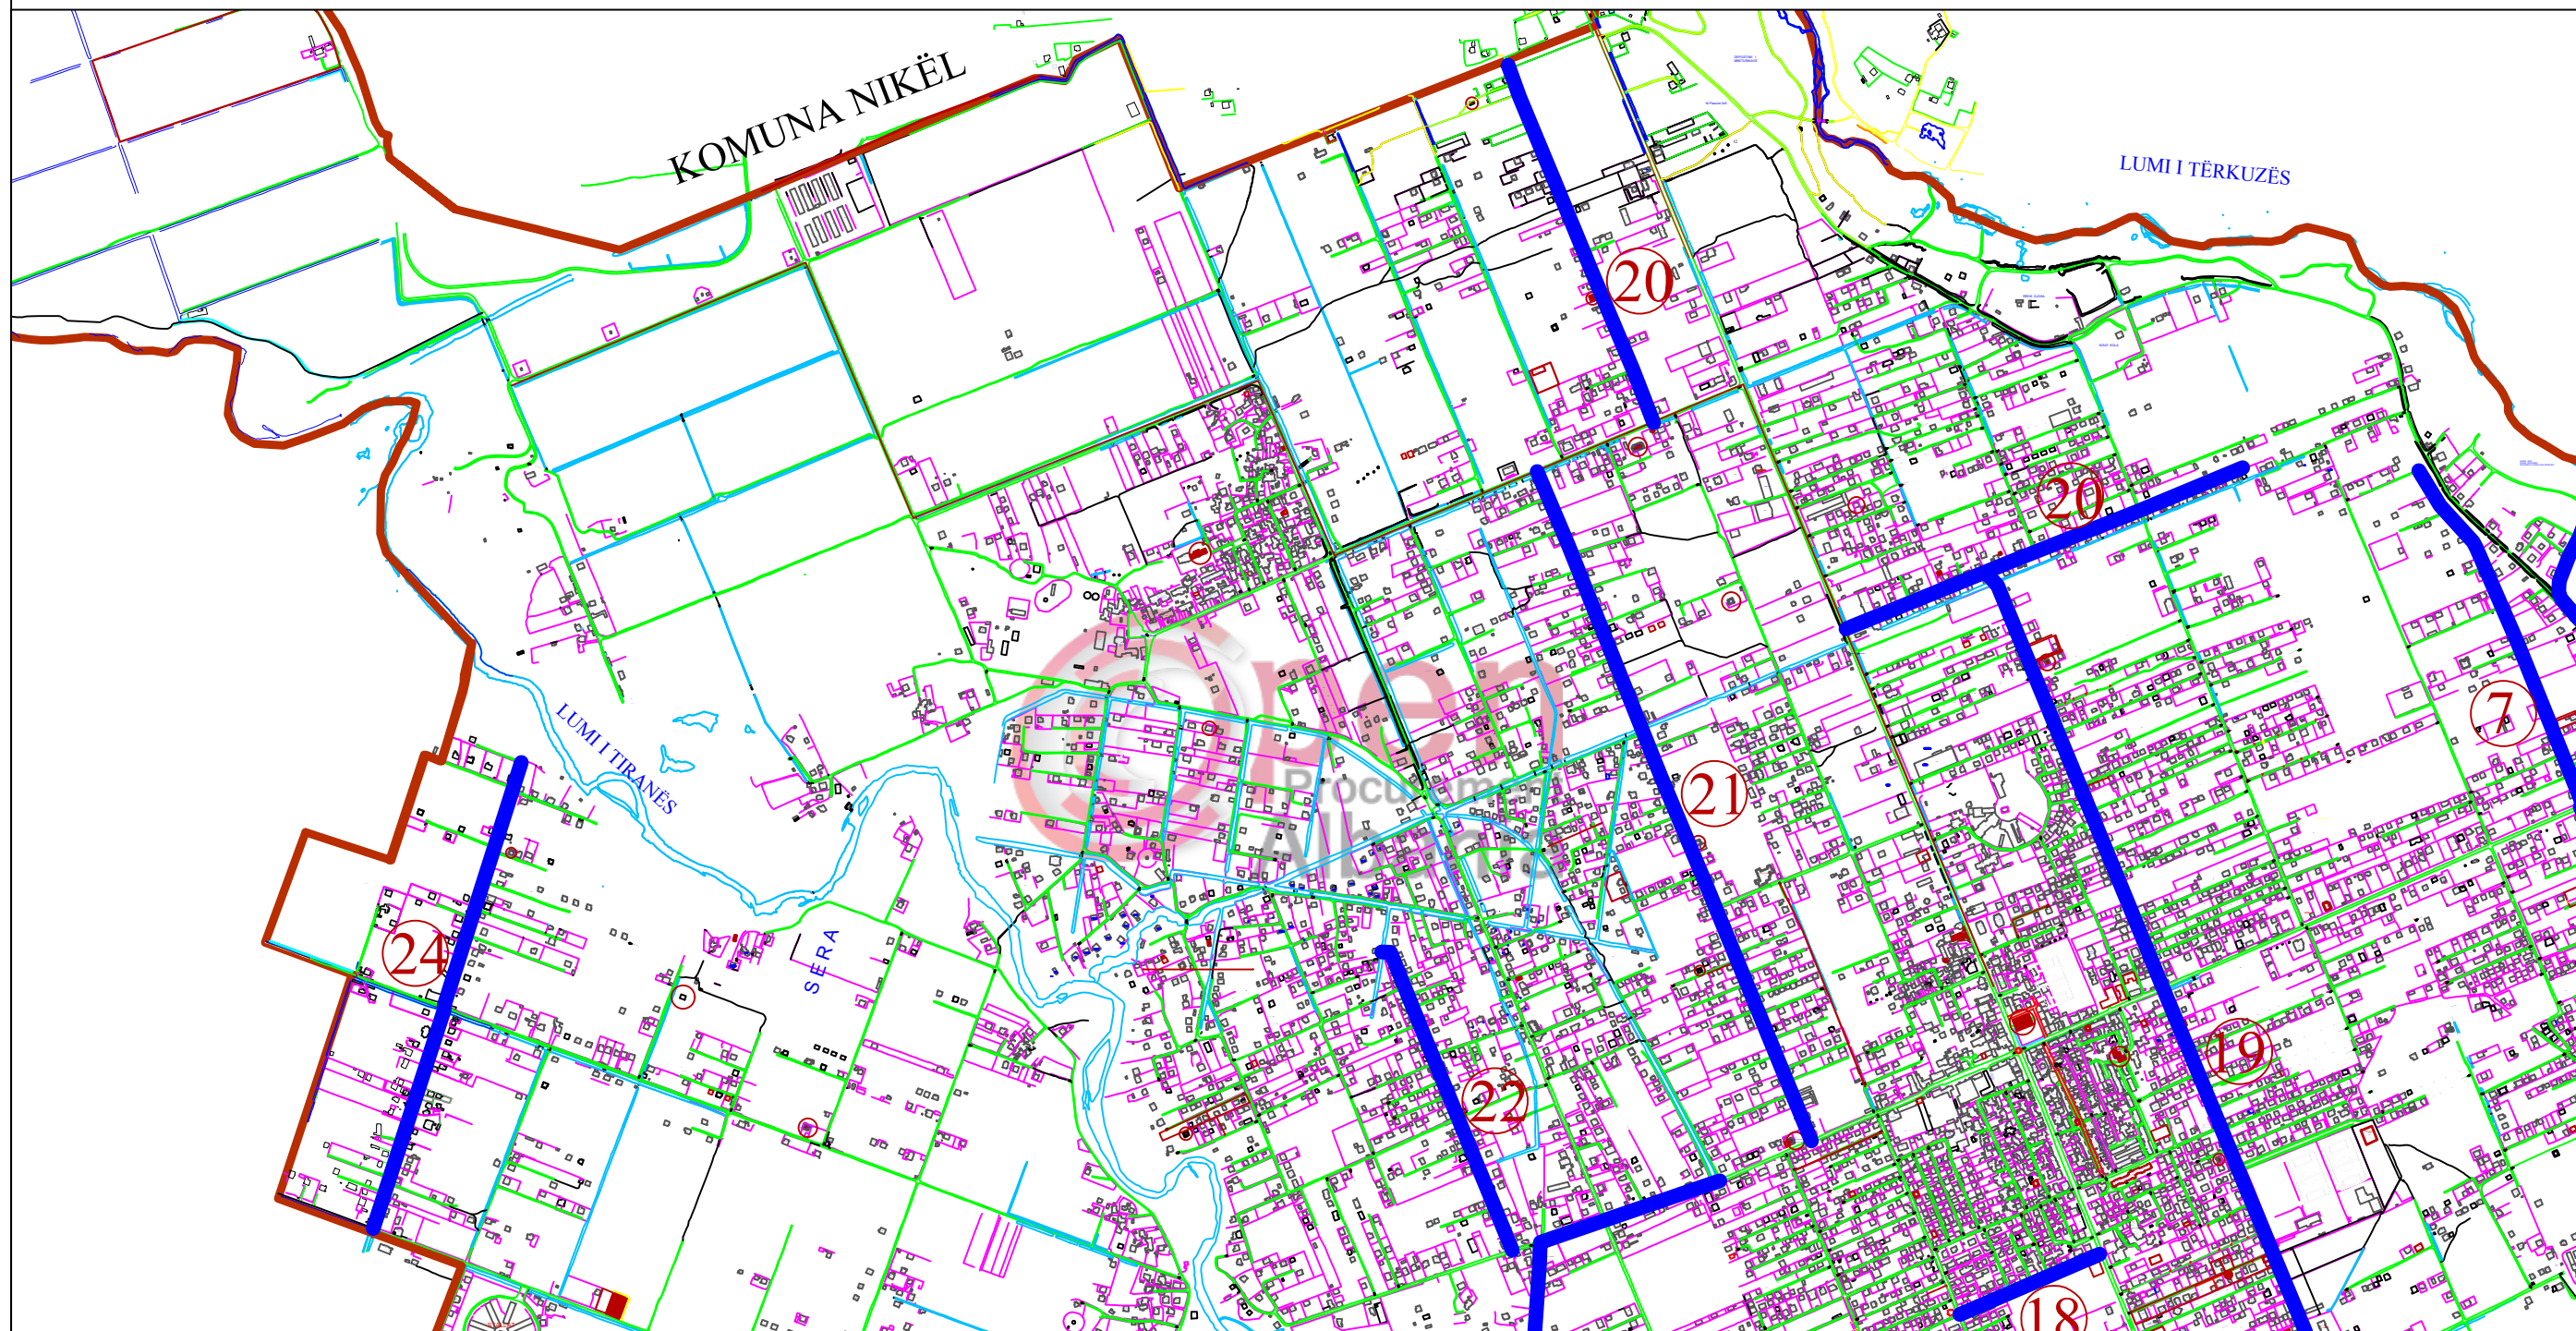 KOMUNA NIKËL
LUMI I TËRKUZËS
20
20
7
LUMI I TIRANËS
Open
Procurement
Albania
21
24
SERA
22
19
18